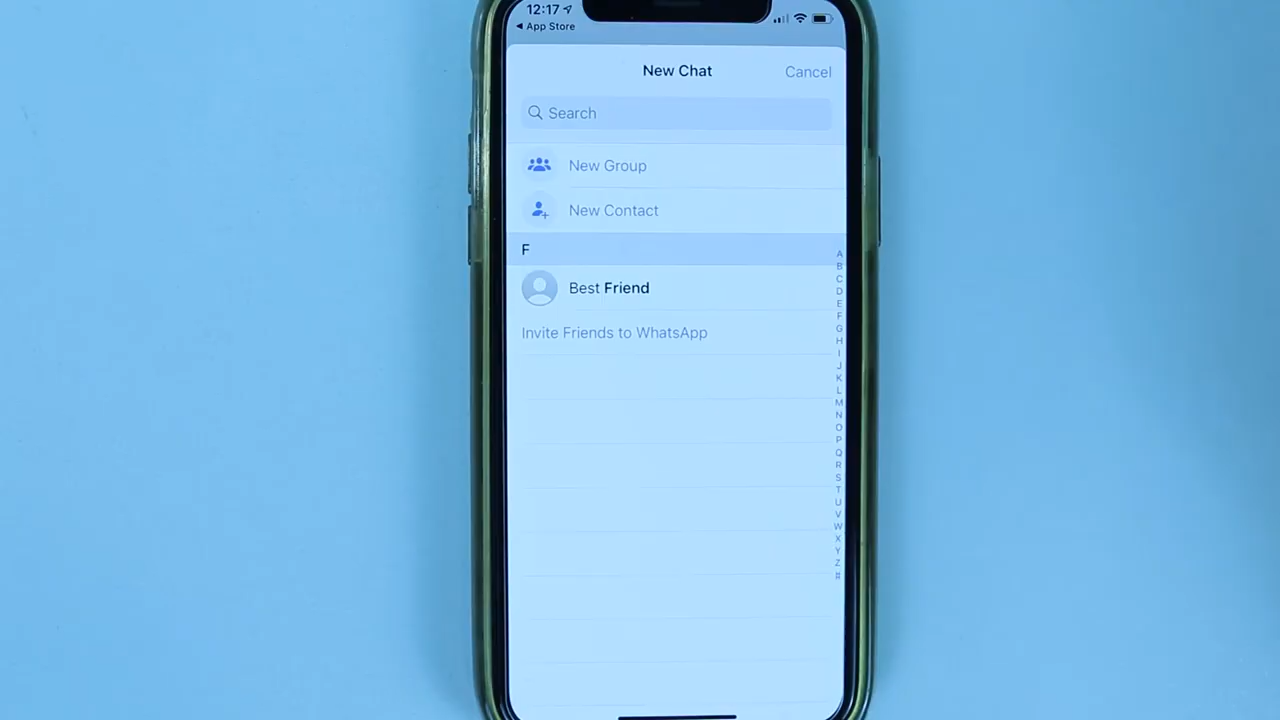 12:17
◀ App Store
New Chat
Cancel
Search
New Group
New Contact
F
Best Friend
Invite Friends to WhatsApp
A
B
C
D
E
F
G
H
I
J
K
L
M
N
O
P
Q
R
S
T
U
V
W
X
Y
Z
#